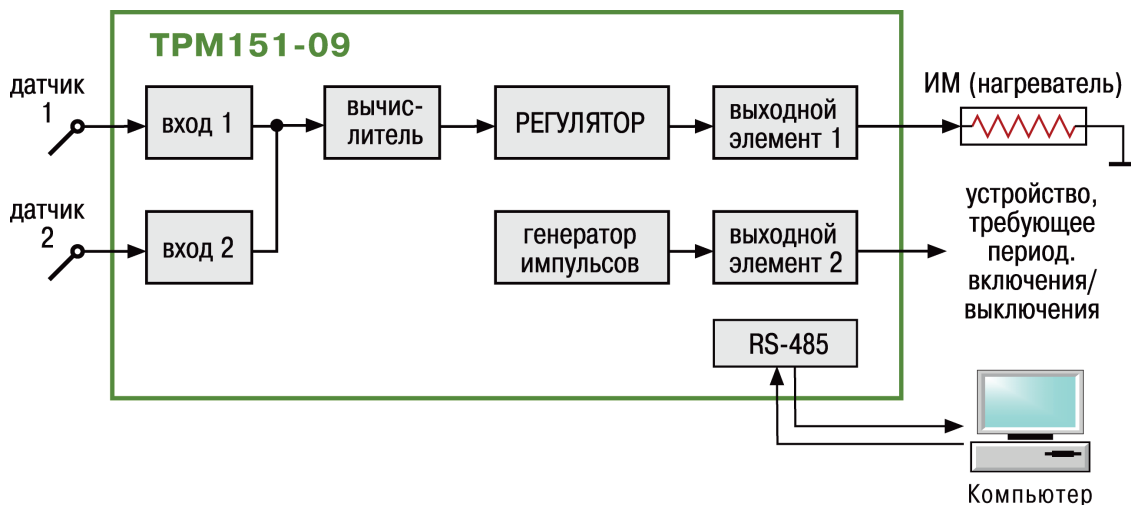 ТРМ151-09
датчик
1
вход 1
вычис-
литель
РЕГУЛЯТОР
выходной
элемент 1
ИМ (нагреватель)
датчик
2
вход 2
генератор
импульсов
выходной
элемент 2
устройство,
требующее
период.
включения/
выключения
RS-485
Компьютер